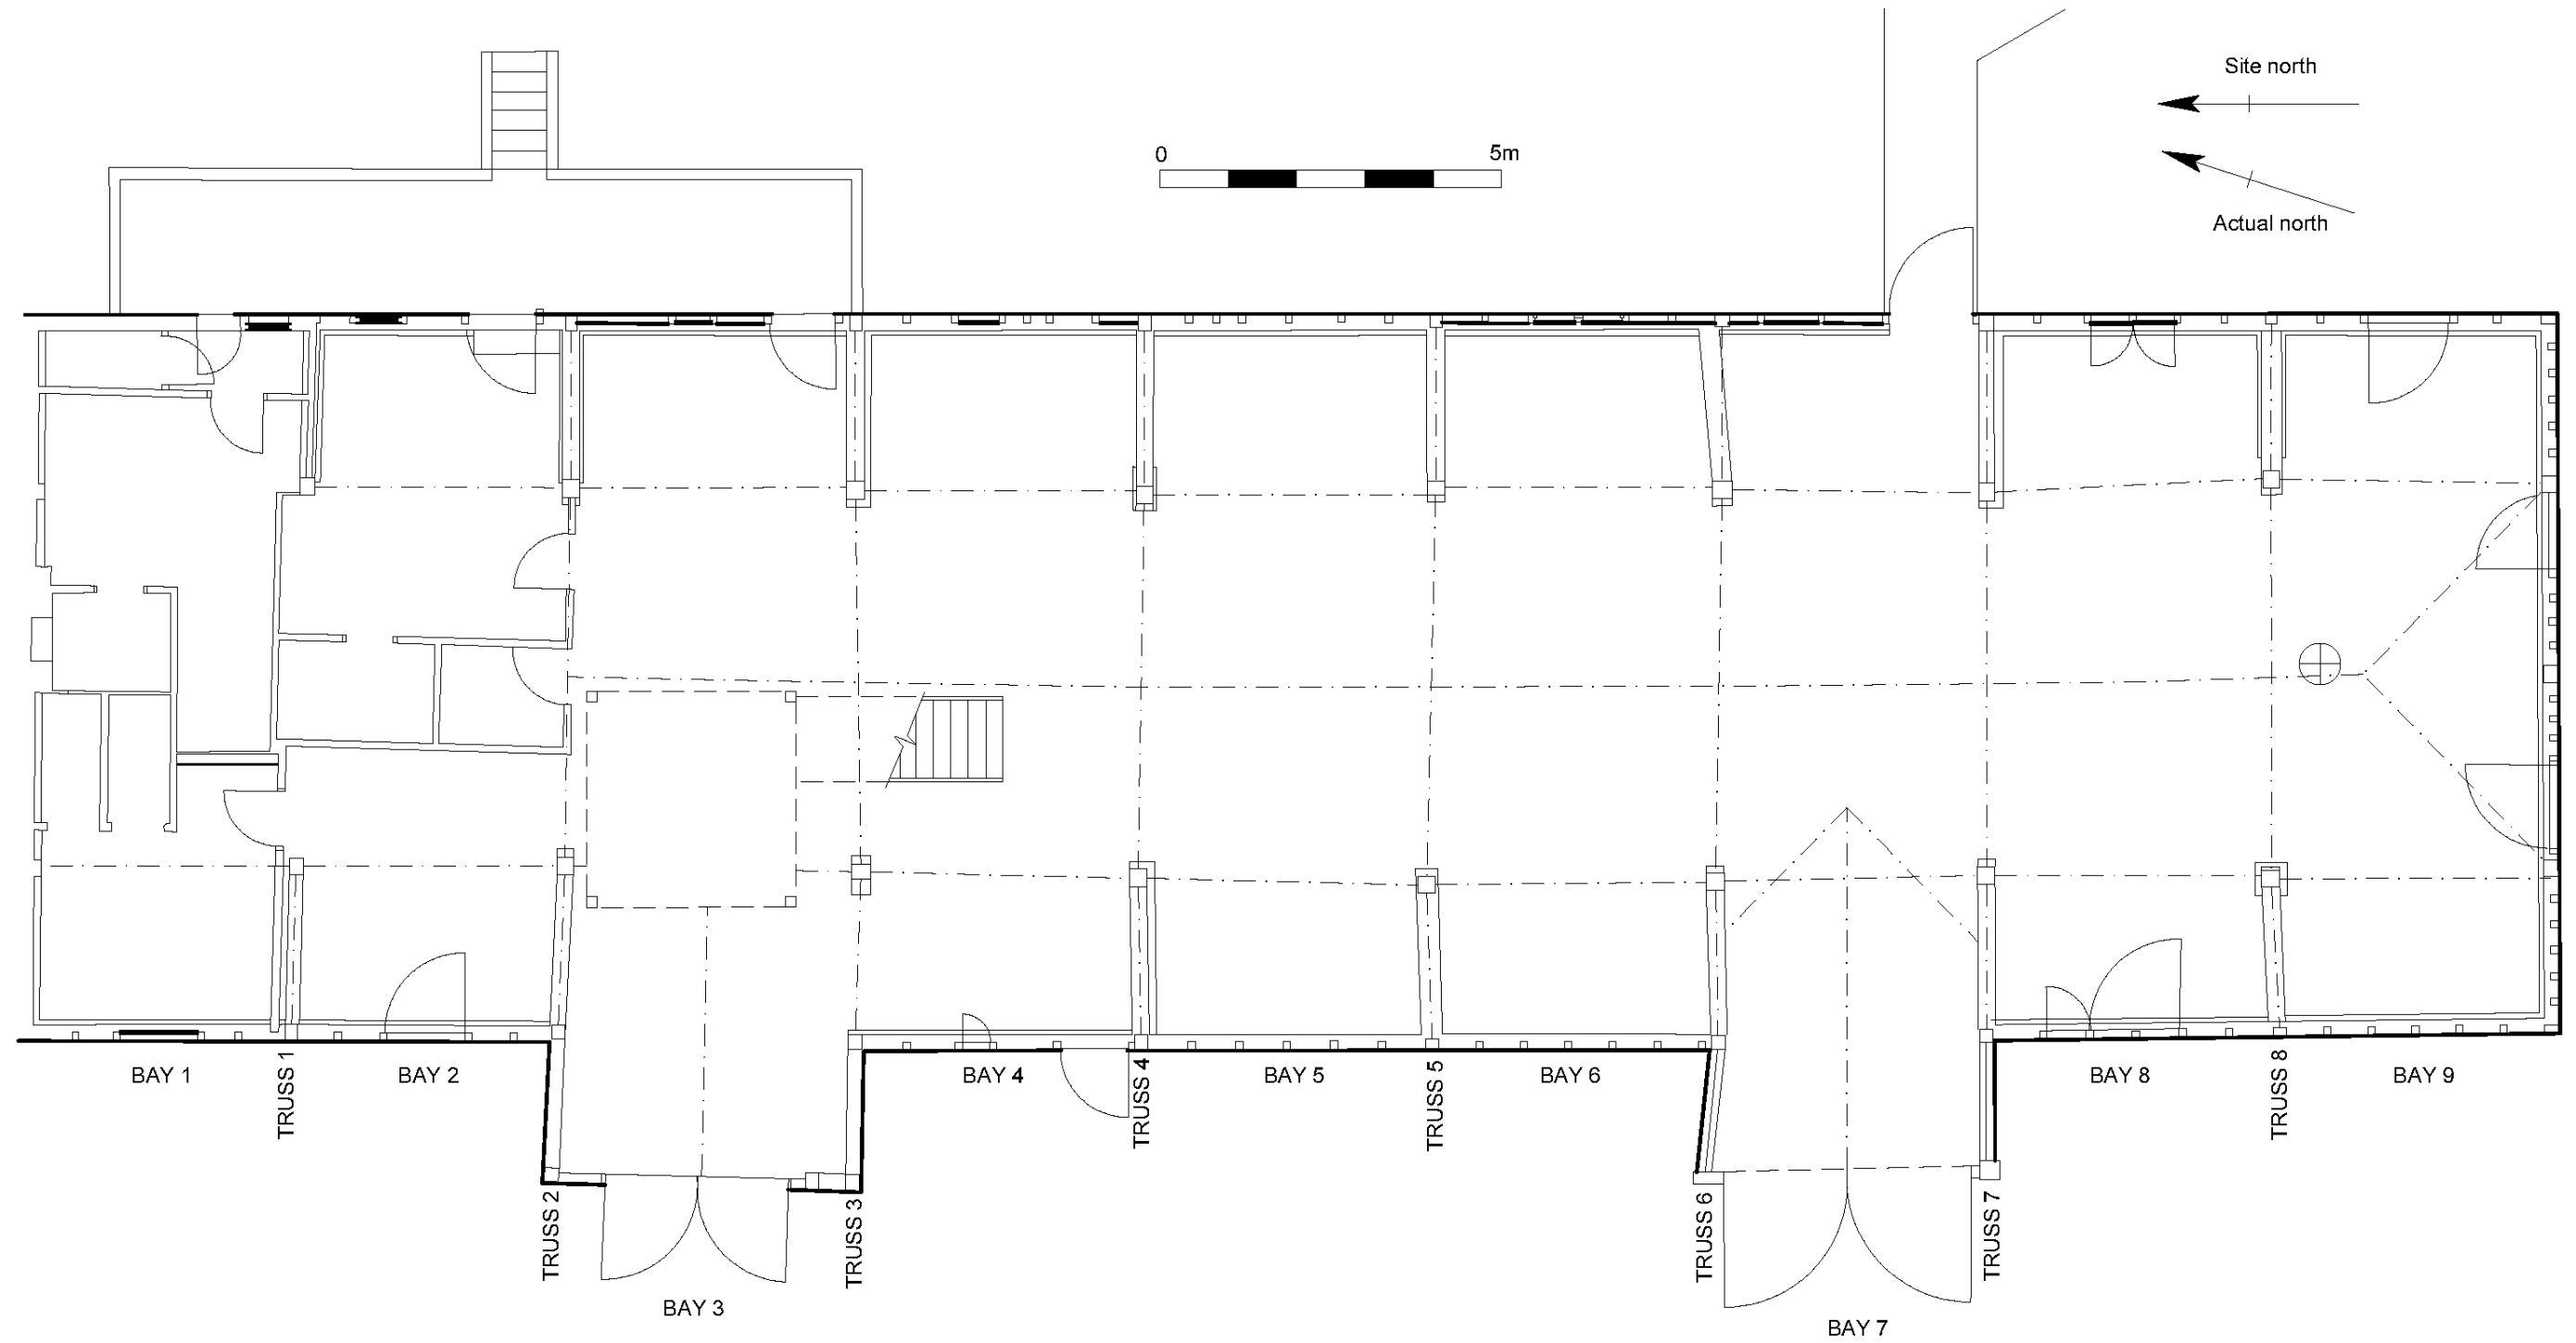 Site north
0 5m
Actual north
BAY 1
TRUSS 1
BAY 2
TRUSS 2
BAY 3
TRUSS 3
BAY 4
TRUSS 4
BAY 5
TRUSS 5
BAY 6
TRUSS 6
BAY 7
TRUSS 7
BAY 8
TRUSS 8
BAY 9